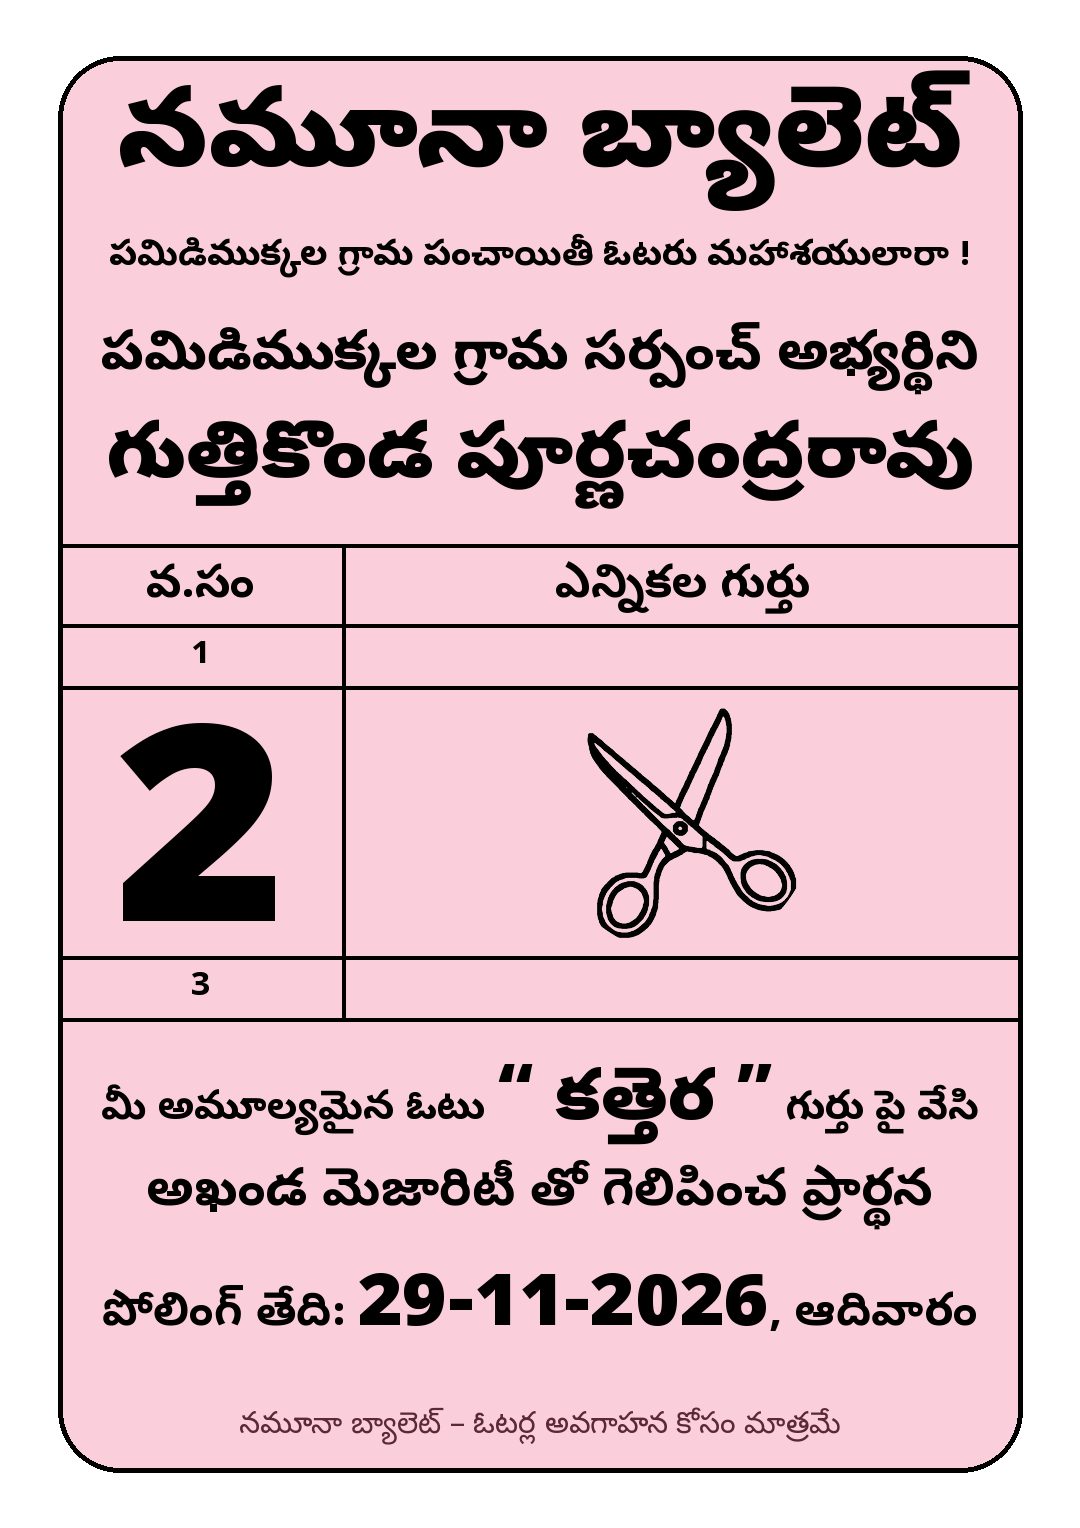 నమూనా బ్యాలెట్
పమిడిముక్కల గ్రామ పంచాయితీ ఓటరు మహాశయులారా !
పమిడిముక్కల గ్రామ సర్పంచ్ అభ్యర్థిని
గుత్తికొండ పూర్ణచంద్రరావు
వ.సం ఎన్నికల గుర్తు
1
2
3
మీ అమూల్యమైన ఓటు “ కత్తెర ” గుర్తు పై వేసి
అఖండ మెజారిటీ తో గెలిపించ ప్రార్థన
పోలింగ్ తేది: 29-11-2026, ఆదివారం
నమూనా బ్యాలెట్ – ఓటర్ల అవగాహన కోసం మాత్రమే